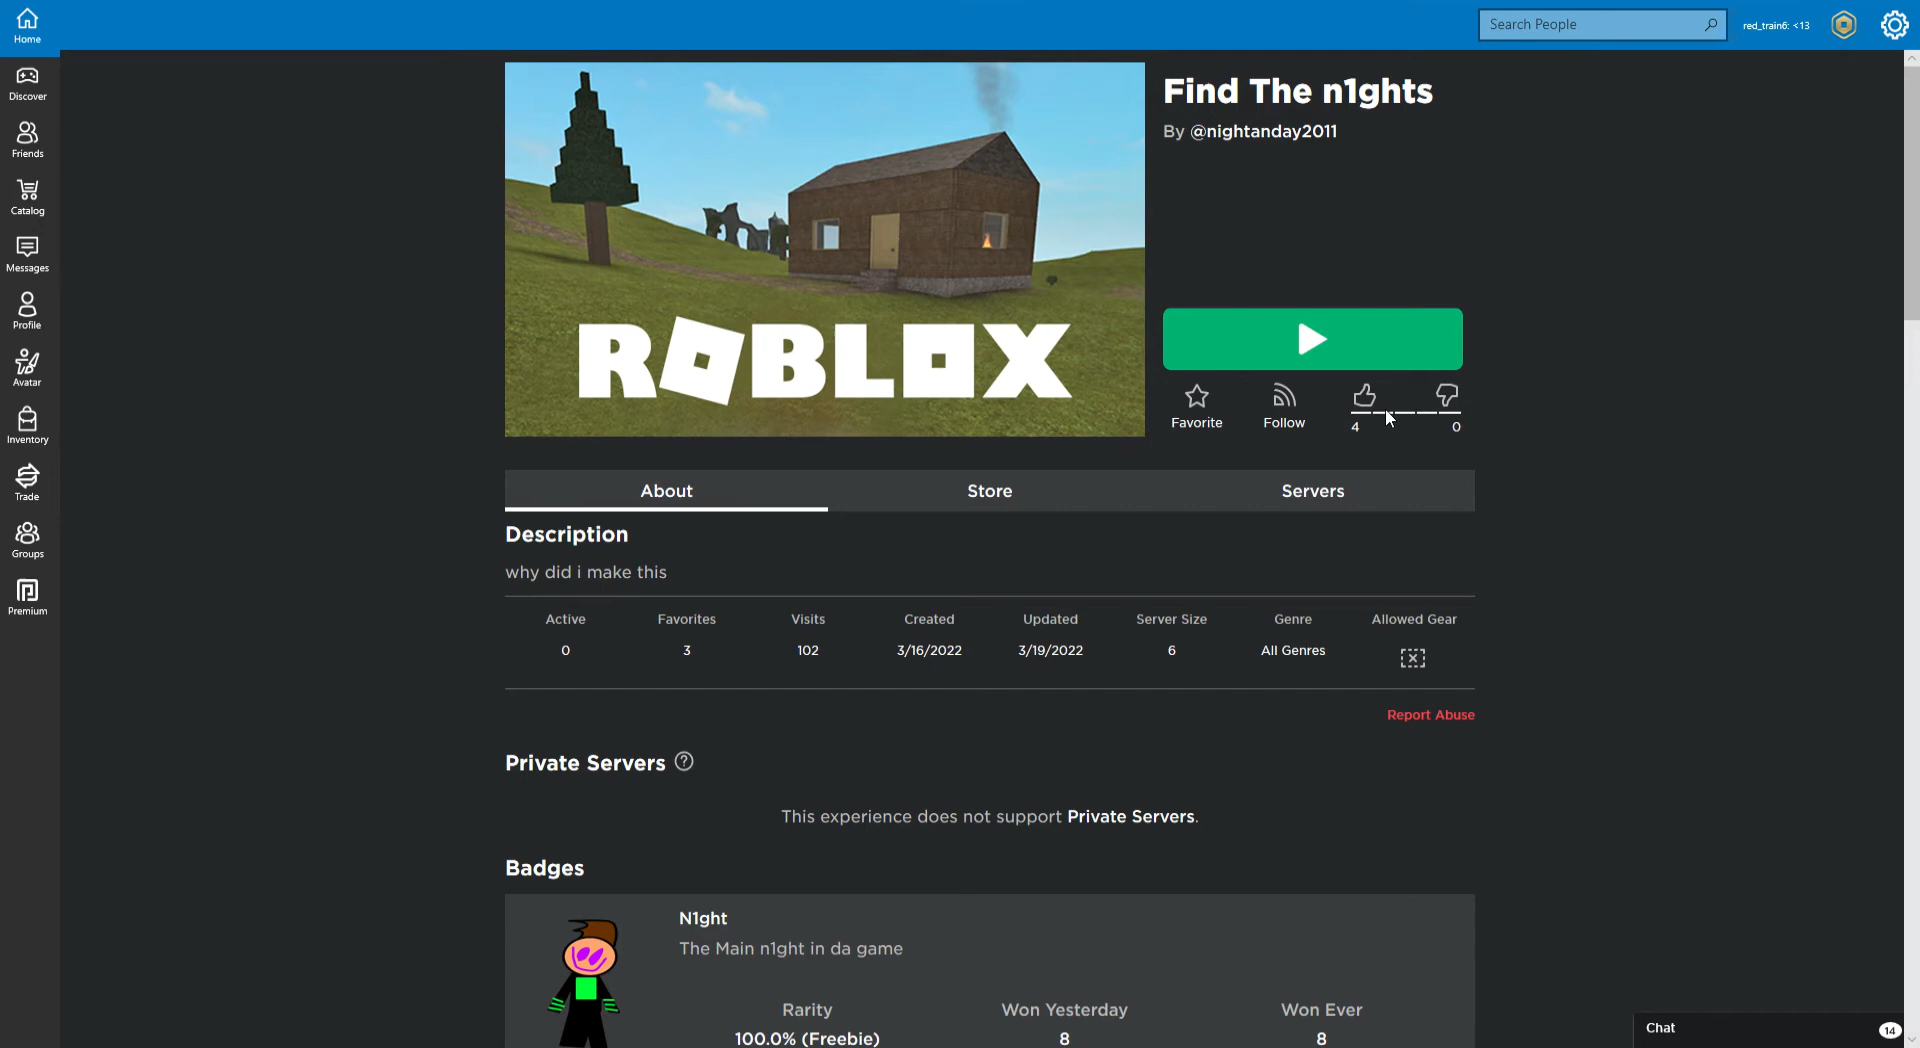 Home
Search People
red_train6: <13
Discover
Friends
Catalog
Messages
Profile
Avatar
Inventory
Trade
Groups
Premium
ROBLOX
Find The n1ghts
By @nightanday2011
Favorite
Follow
4
0
About
Store
Servers
Description
why did i make this
Active
Favorites
Visits
Created
Updated
Server Size
Genre
Allowed Gear
0
3
102
3/16/2022
3/19/2022
6
All Genres
Report Abuse
Private Servers
This experience does not support Private Servers.
Badges
N1ght
The Main n1ght in da game
Rarity
Won Yesterday
Won Ever
100.0% (Freebie)
8
8
Chat
14